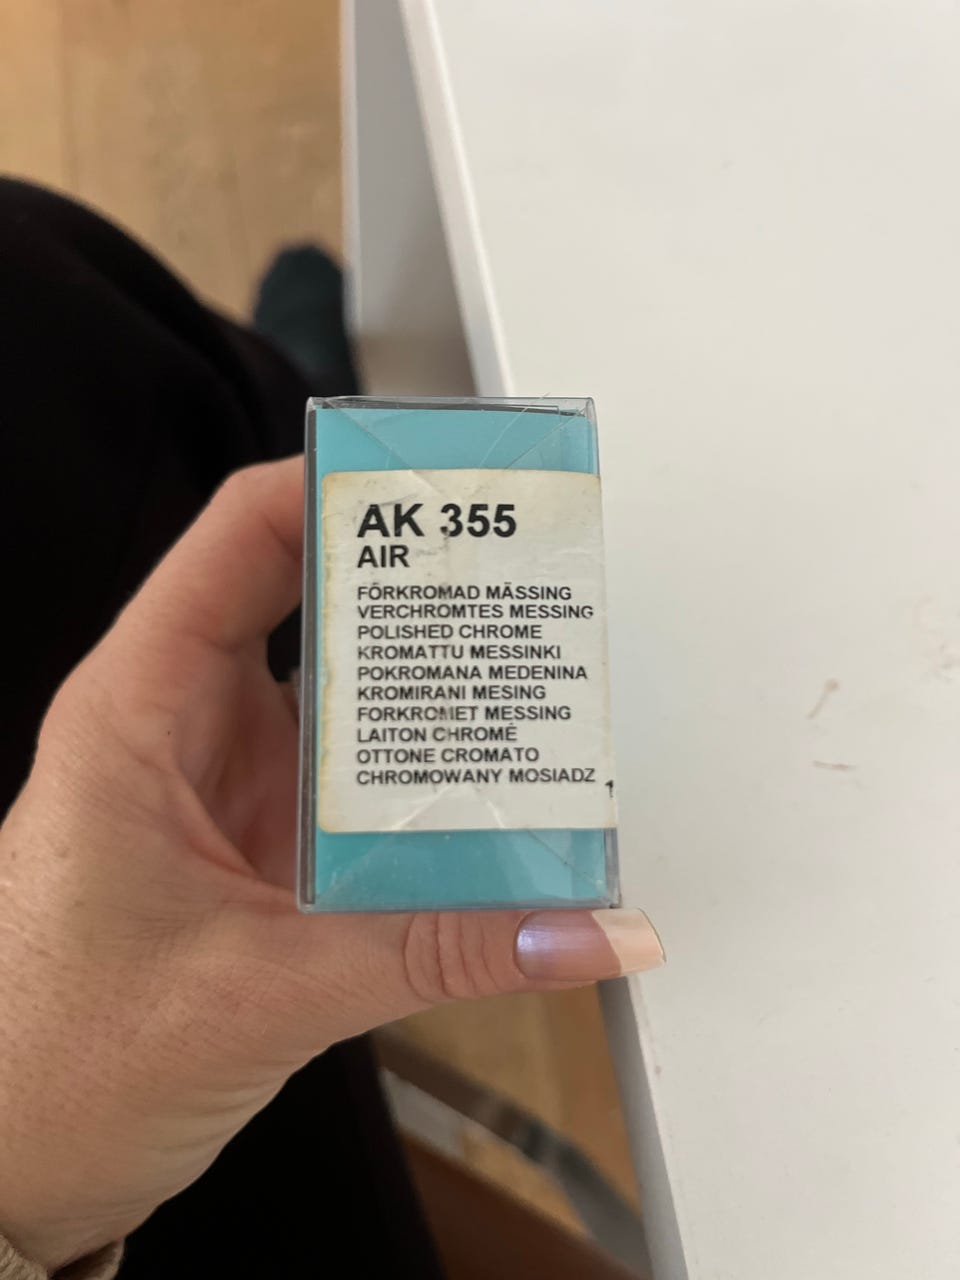 AK 355
AIR
FÖRKROMAD MÄSSING
VERCHROMTES MESSING
POLISHED CHROME
KROMATTU MESSINKI
POKROMANA MEDENINA
KROMIRANI MESING
FORKROMET MESSING
LAITON CHROMÉ
OTTONE CROMATO
CHROMOWANY MOSIADZ
1